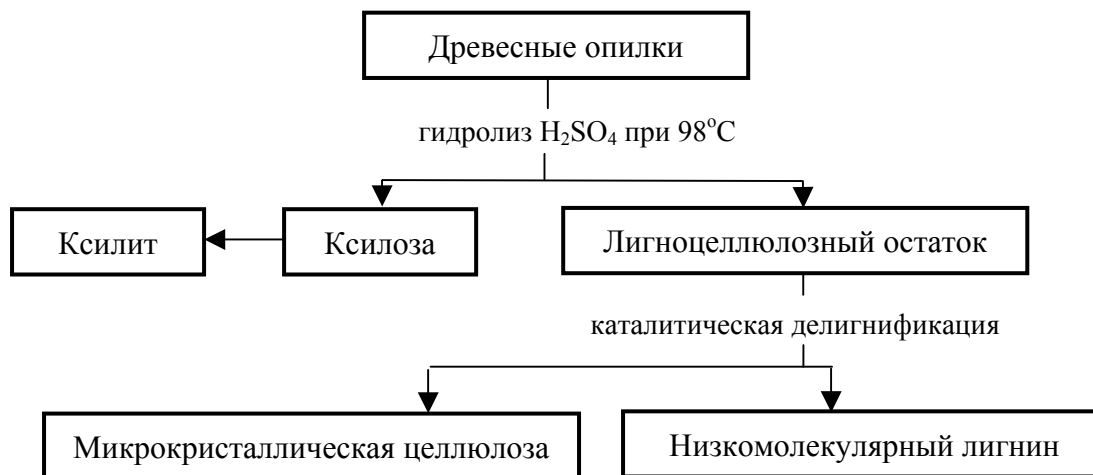 Древесные опилки
гидролиз H₂SO₄ при 98°С
Ксилит
Ксилоза
Лигноцеллюлозный остаток
каталитическая делигнификация
Микрокристаллическая целлюлоза
Низкомолекулярный лигнин